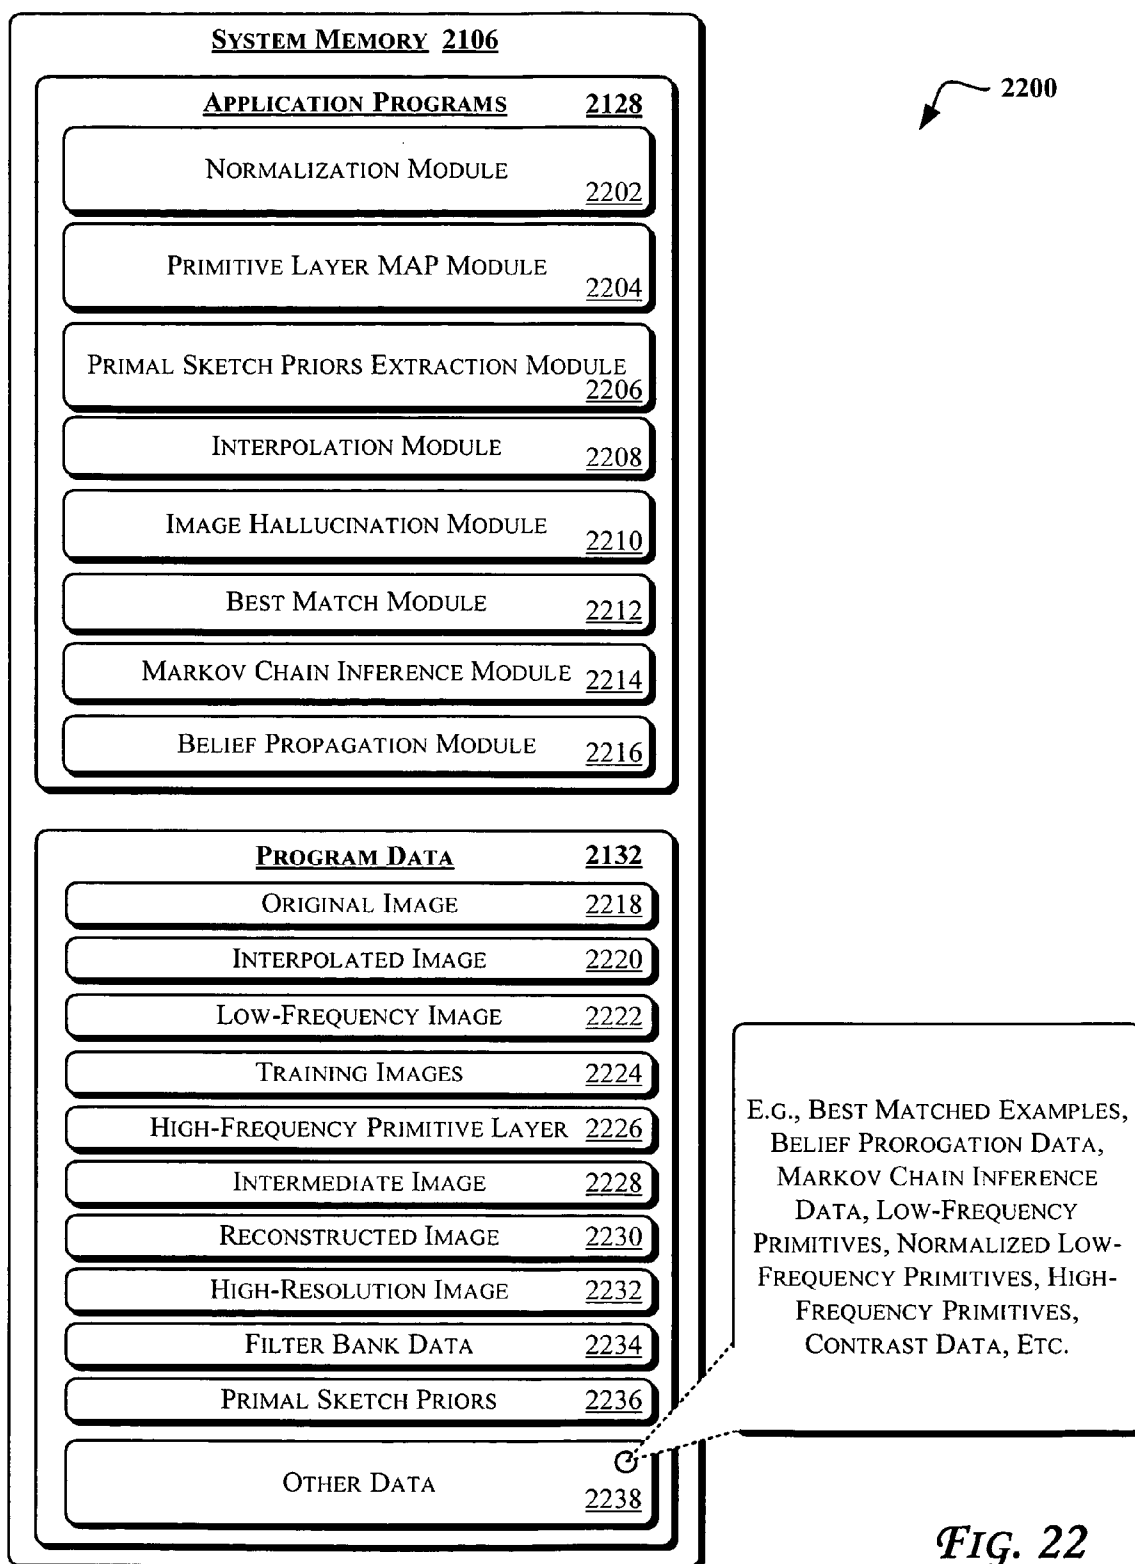 SYSTEM MEMORY 2106
APPLICATION PROGRAMS 2128
2200
NORMALIZATION MODULE
2202
PRIMITIVE LAYER MAP MODULE
2204
PRIMAL SKETCH PRIORS EXTRACTION MODULE
2206
INTERPOLATION MODULE
2208
IMAGE HALLUCINATION MODULE
2210
BEST MATCH MODULE
2212
MARKOV CHAIN INFERENCE MODULE 2214
BELIEF PROPAGATION MODULE
2216
PROGRAM DATA 2132
ORIGINAL IMAGE 2218
INTERPOLATED IMAGE 2220
LOW-FREQUENCY IMAGE 2222
TRAINING IMAGES 2224
HIGH-FREQUENCY PRIMITIVE LAYER 2226
INTERMEDIATE IMAGE 2228
RECONSTRUCTED IMAGE 2230
HIGH-RESOLUTION IMAGE 2232
FILTER BANK DATA 2234
PRIMAL SKETCH PRIORS 2236
OTHER DATA
2238
E.G., BEST MATCHED EXAMPLES,
BELIEF PROROGATION DATA,
MARKOV CHAIN INFERENCE
DATA, LOW-FREQUENCY
PRIMITIVES, NORMALIZED LOW-
FREQUENCY PRIMITIVES, HIGH-
FREQUENCY PRIMITIVES,
CONTRAST DATA, ETC.
FIG. 22